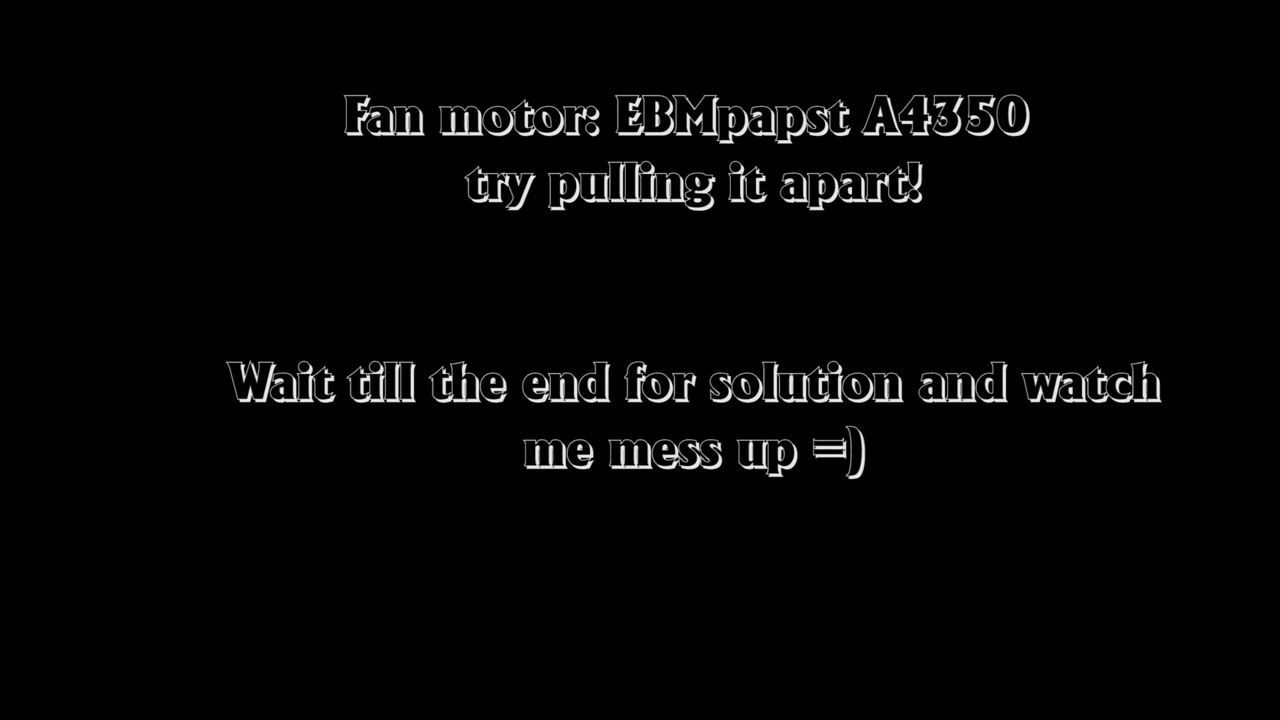 Fan motor: EBMpapst A4350
try pulling it apart!
Wait till the end for solution and watch
me mess up =)